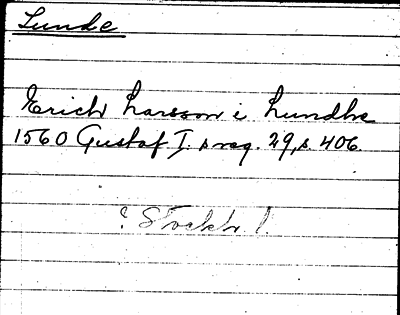 Lunde
Erich Larsson i Lundhe
1560 Gustaf I:s reg. 29, s. 406.
? Stockh. l.